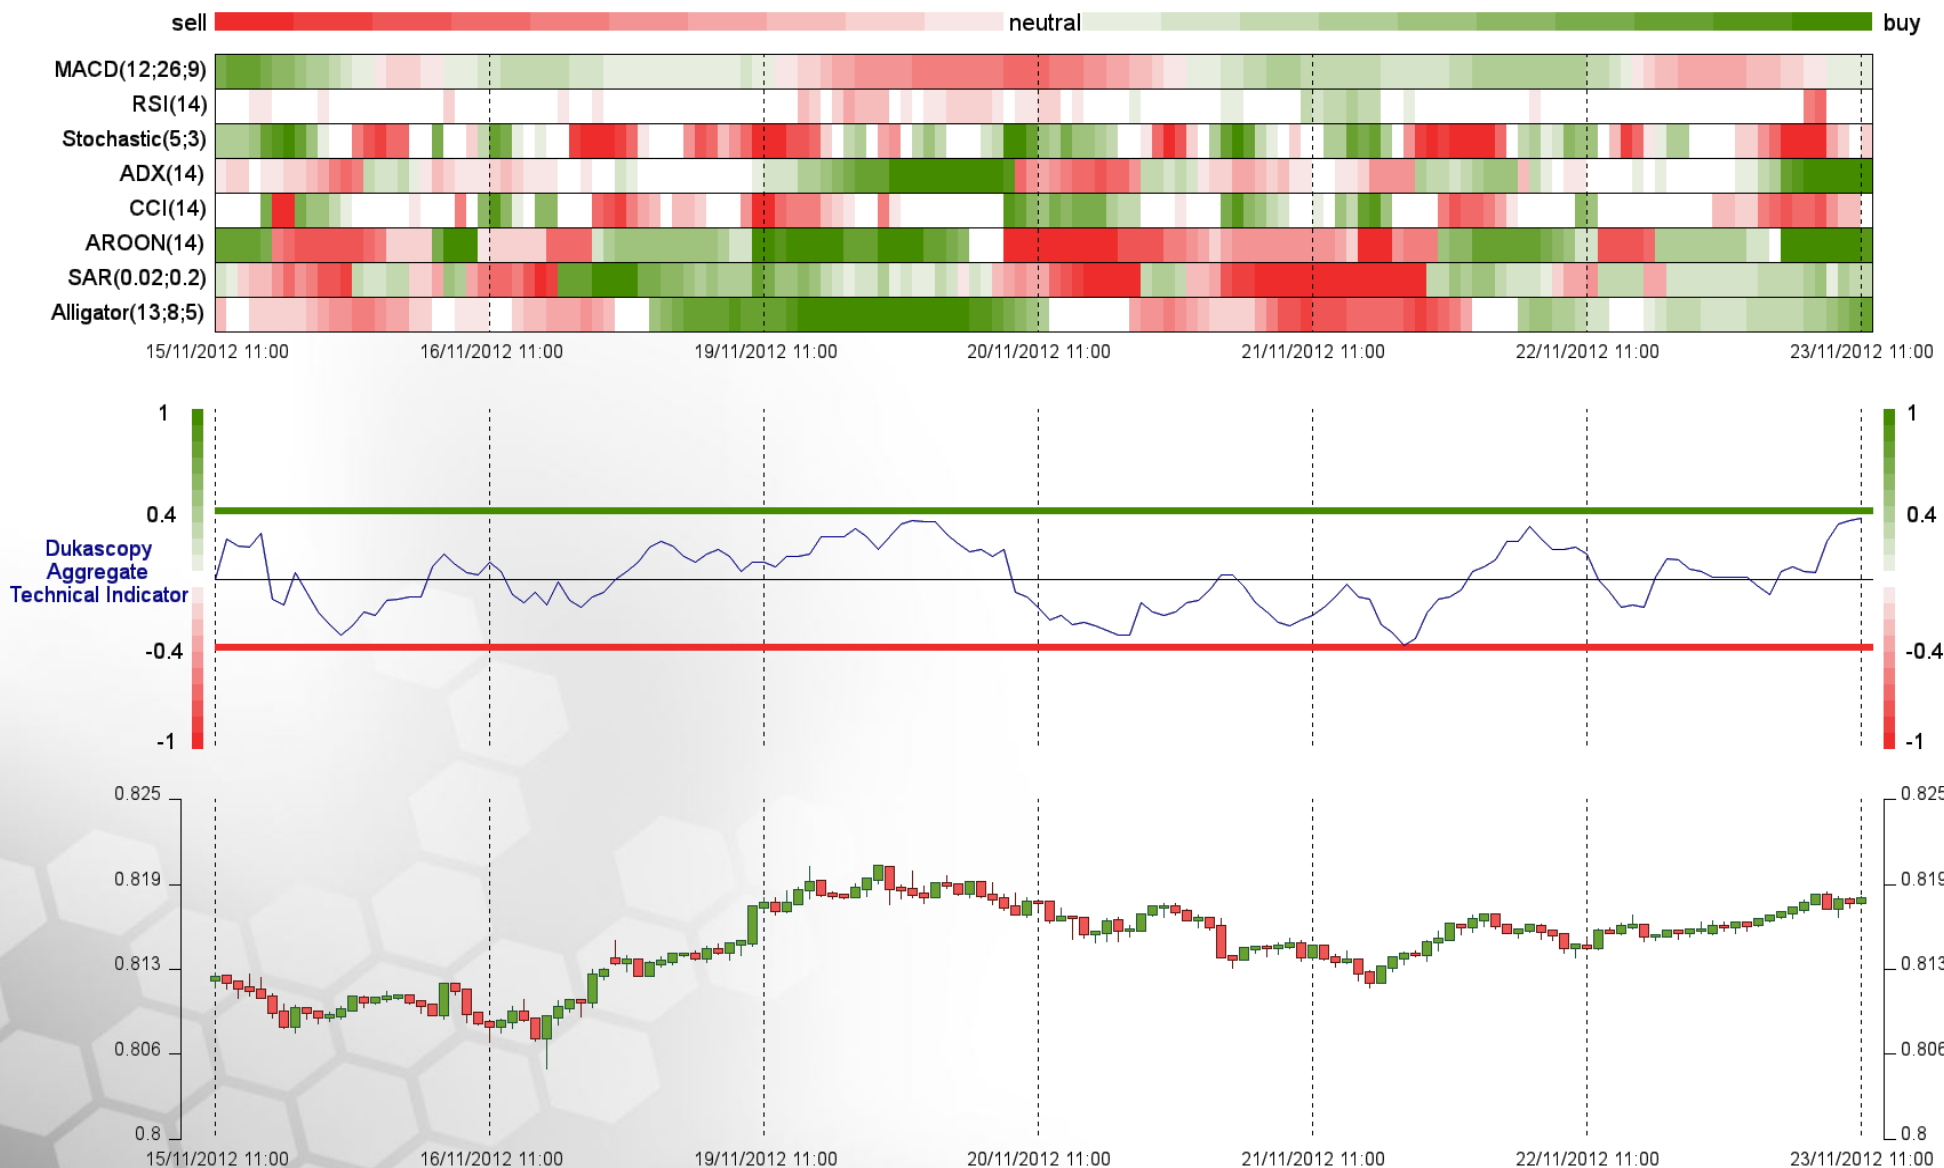 sell neutral buy
MACD(12;26;9)
RSI(14)
Stochastic(5;3)
ADX(14)
CCI(14)
AROON(14)
SAR(0.02;0.2)
Alligator(13;8;5)
15/11/2012 11:00 16/11/2012 11:00 19/11/2012 11:00 20/11/2012 11:00 21/11/2012 11:00 22/11/2012 11:00 23/11/2012 11:00
1 1
0.4 0.4
Dukascopy
Aggregate
Technical Indicator
-0.4 -0.4
-1 -1
0.825 0.825
0.819 0.819
0.813 0.813
0.806 0.806
0.8 0.8
15/11/2012 11:00 16/11/2012 11:00 19/11/2012 11:00 20/11/2012 11:00 21/11/2012 11:00 22/11/2012 11:00 23/11/2012 11:00